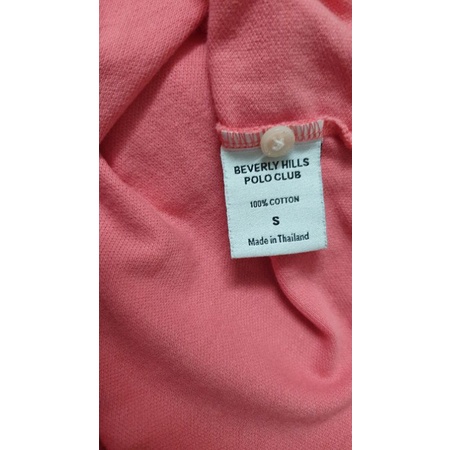 BEVERLY HILLS
POLO CLUB
100% COTTON
S
Made in Thailand